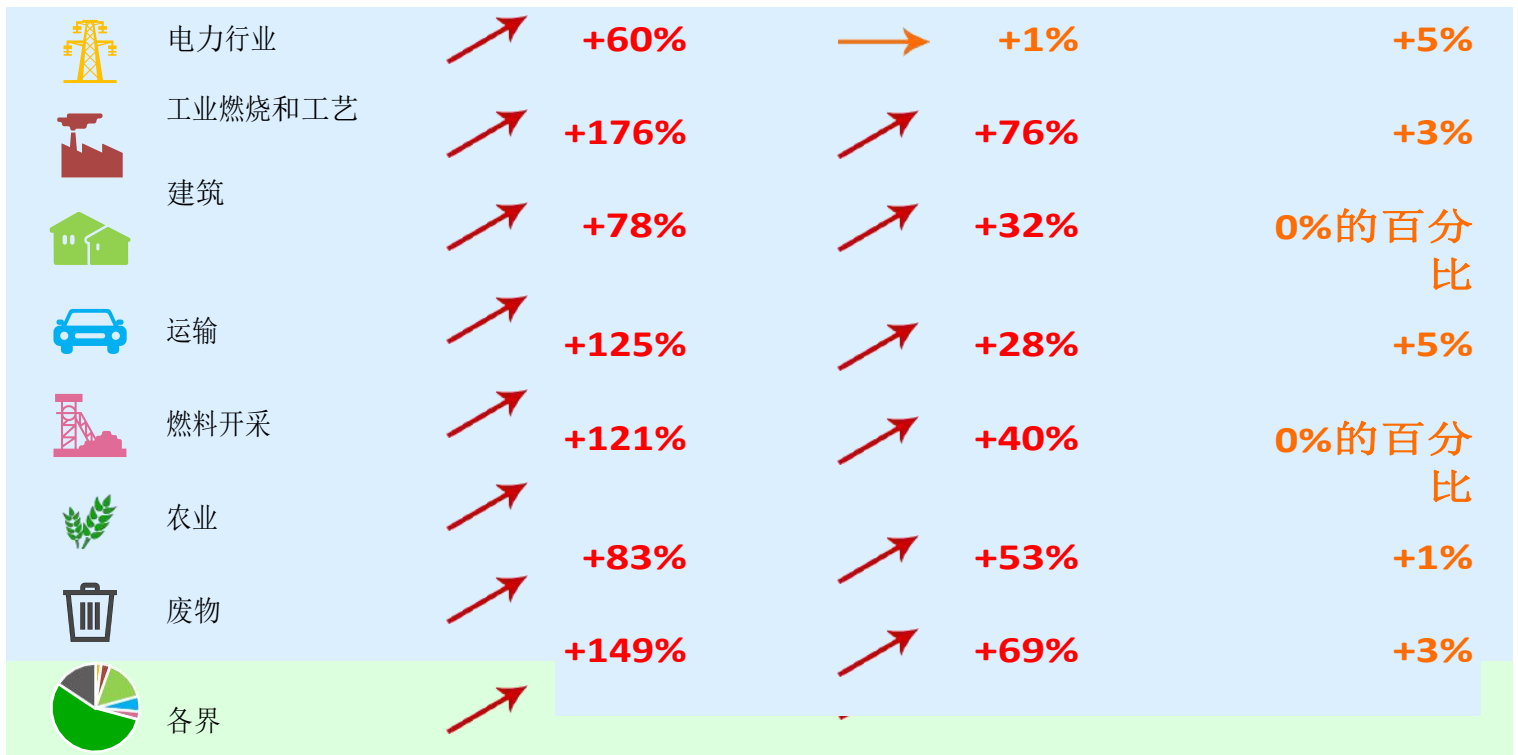 电力行业 +60% +1% +5%
工业燃烧和工艺 +176% +76% +3%
建筑 +78% +32% 0%的百分
比
运输 +125% +28% +5%
燃料开采 +121% +40% 0%的百分
比
农业 +83% +53% +1%
废物 +149% +69% +3%
各界